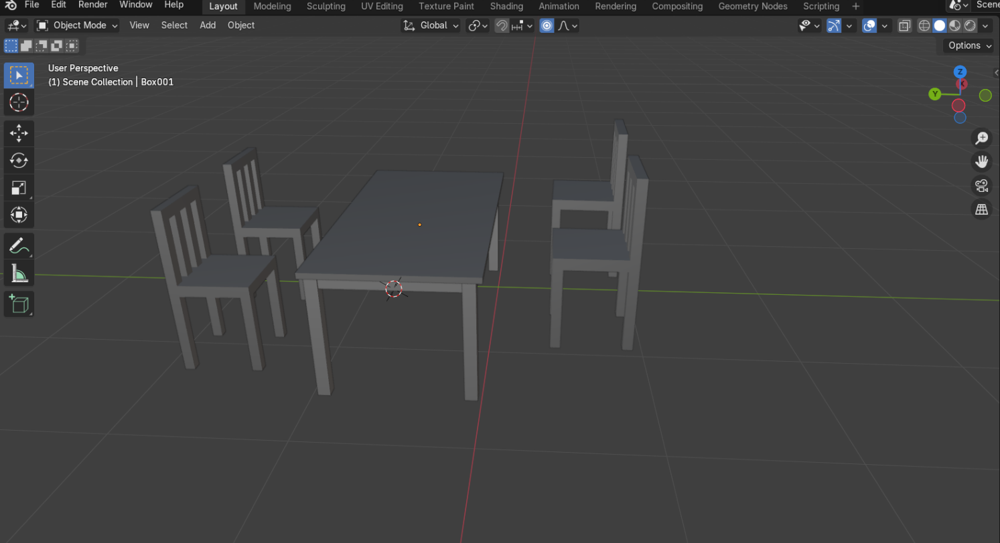 File Edit Render Window Help Layout Modeling Sculpting UV Editing Texture Paint Shading Animation Rendering Compositing Geometry Nodes Scripting + Scene
Object Mode View Select Add Object Global
Options
User Perspective
(1) Scene Collection | Box001
Z
X
Y